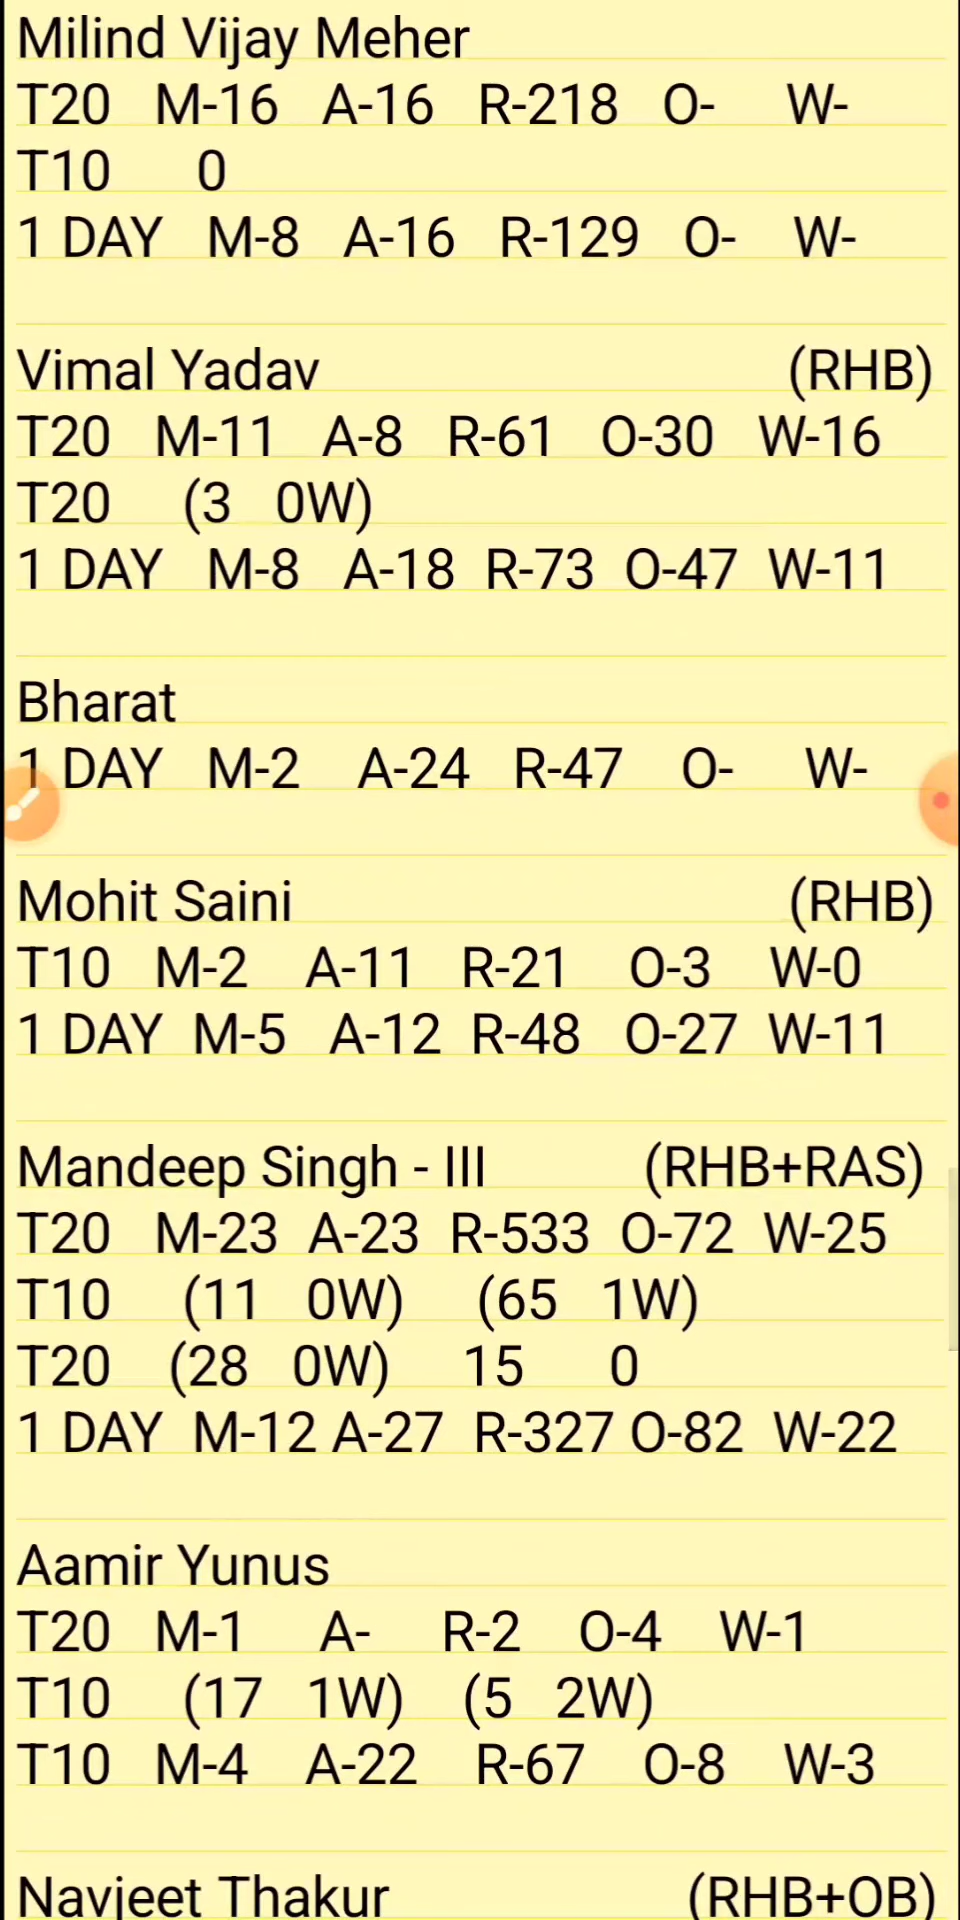 Milind Vijay Meher
T20 M-16 A-16 R-218 O- W-
T10 0
1 DAY M-8 A-16 R-129 O- W-
Vimal Yadav (RHB)
T20 M-11 A-8 R-61 O-30 W-16
T20 (3 0W)
1 DAY M-8 A-18 R-73 O-47 W-11
Bharat
1 DAY M-2 A-24 R-47 O- W-
Mohit Saini (RHB)
T10 M-2 A-11 R-21 O-3 W-0
1 DAY M-5 A-12 R-48 O-27 W-11
Mandeep Singh - III (RHB+RAS)
T20 M-23 A-23 R-533 O-72 W-25
T10 (11 0W) (65 1W)
T20 (28 0W) 15 0
1 DAY M-12 A-27 R-327 O-82 W-22
Aamir Yunus
T20 M-1 A- R-2 O-4 W-1
T10 (17 1W) (5 2W)
T10 M-4 A-22 R-67 O-8 W-3
Navjeet Thakur (RHB+OB)